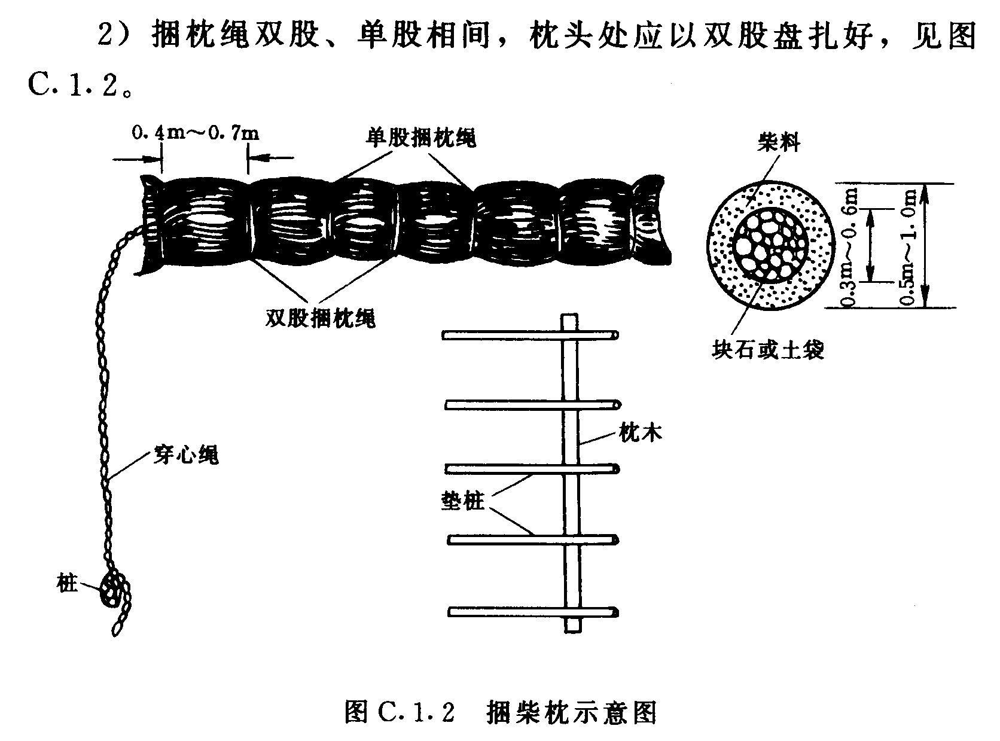 2）捆枕绳双股、单股相间，枕头处应以双股盘扎好，见图
C.1.2。
0.4m～0.7m
单股捆枕绳
柴料
0.3m～0.6m
0.5m～1.0m
双股捆枕绳
块石或土袋
枕木
穿心绳
垫桩
桩
图 C.1.2 捆柴枕示意图